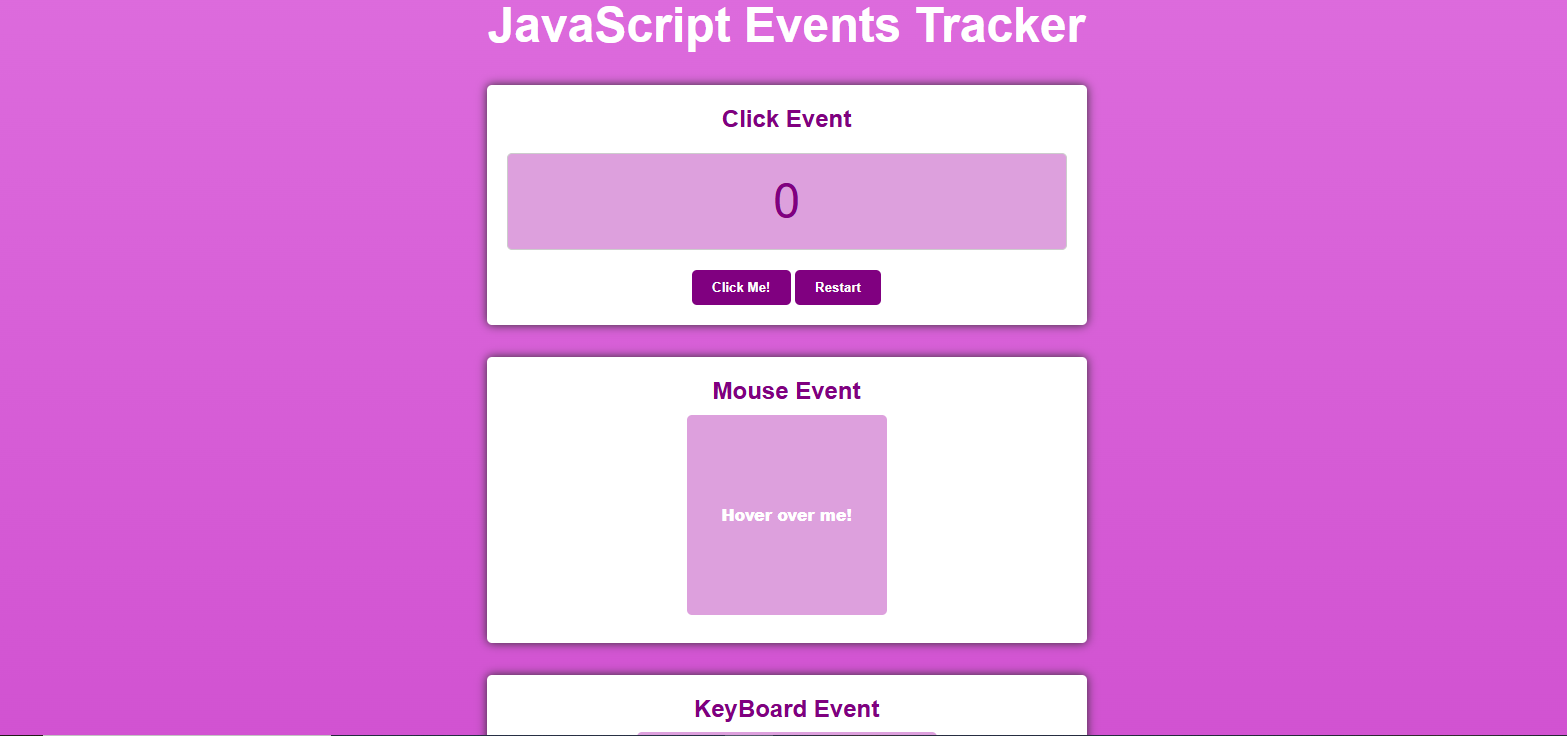 JavaScript Events Tracker
Click Event
0
Click Me! Restart
Mouse Event
Hover over me!
KeyBoard Event